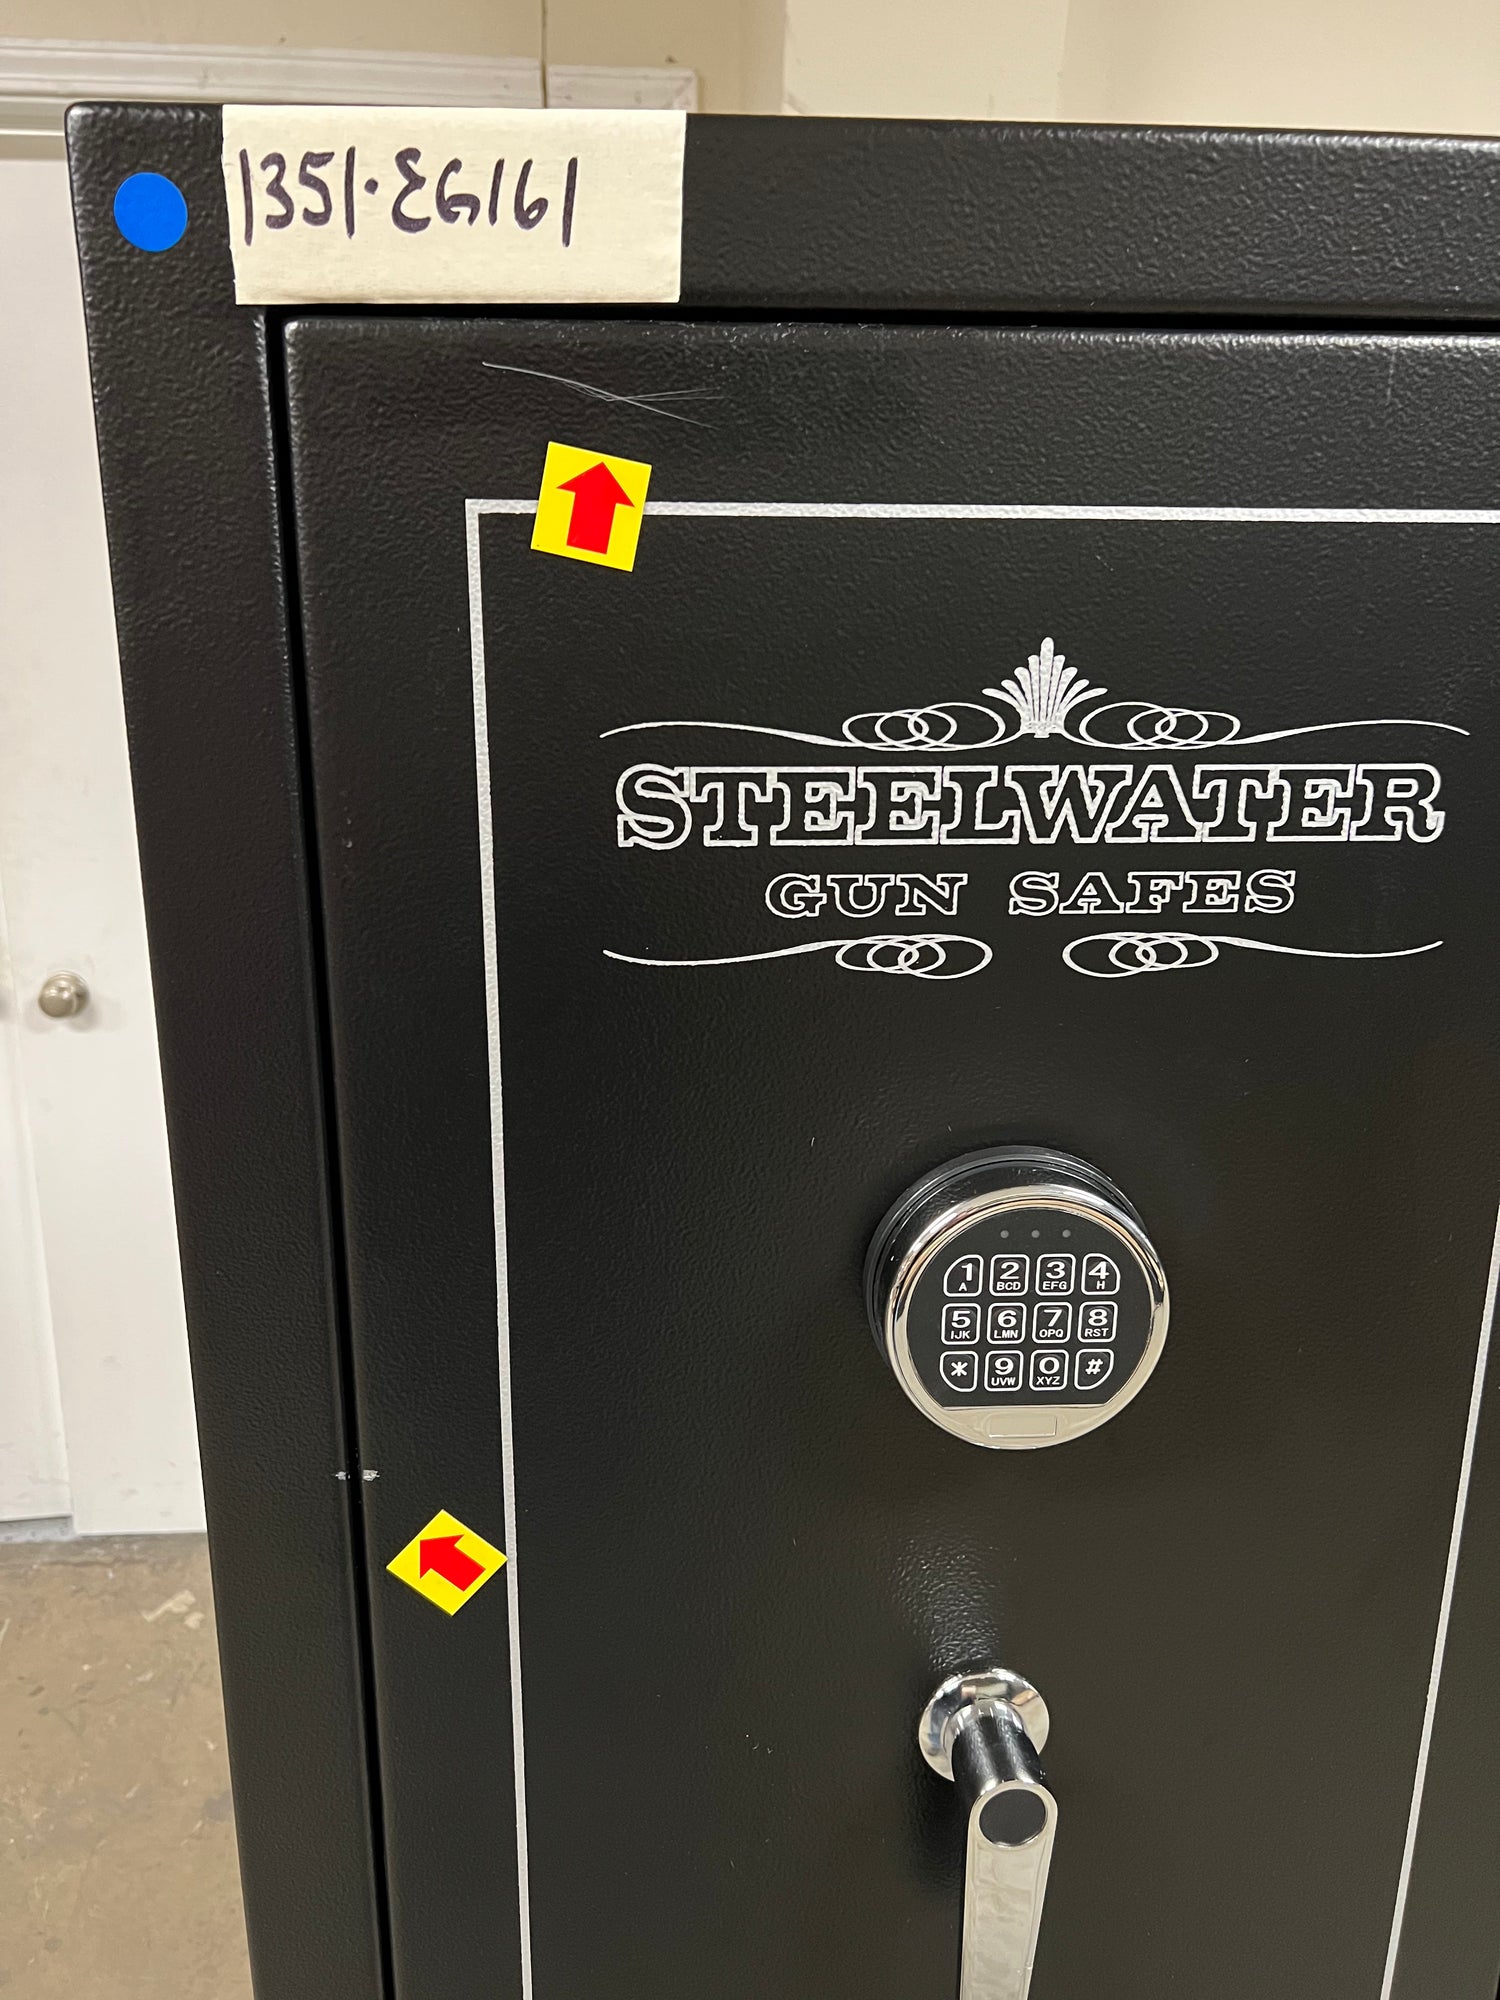 1351·EG161
STEELWATER
GUN SAFES
1 2 3 4
A BCD EFG H
5 6 7 8
IJK LMN OPQ RST
* 9 0 #
UVW XYZ